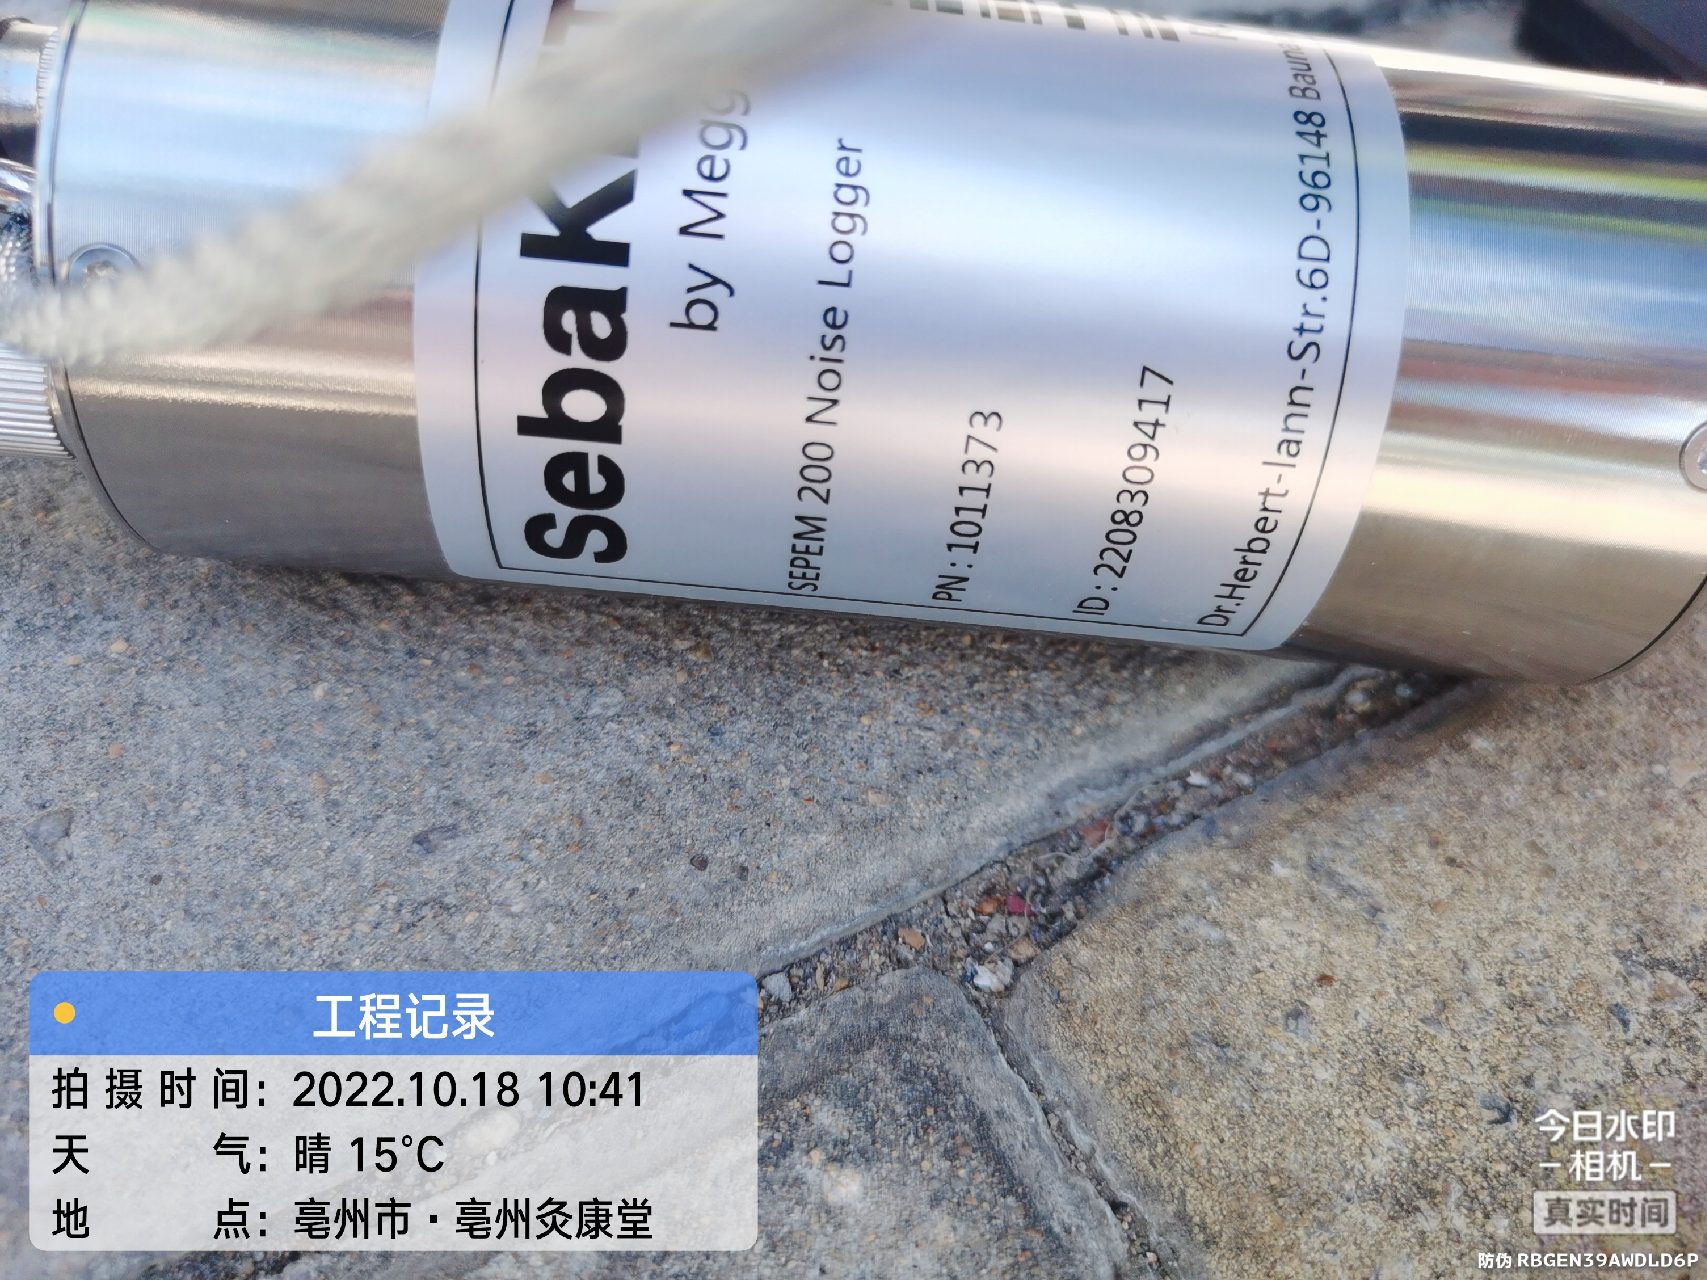 SebaK
by Megg
SEPEM 200 Noise Logger
PN:1011373
ID:2208309417
Dr.Herbert-Iann-Str.6D-96148 Bauna
工程记录
拍摄时间：2022.10.18 10:41
天气：晴 15℃
地点：亳州市·亳州灸康堂
今日水印
相机
真实时间
防伪 RBGEN39AWDLD6P